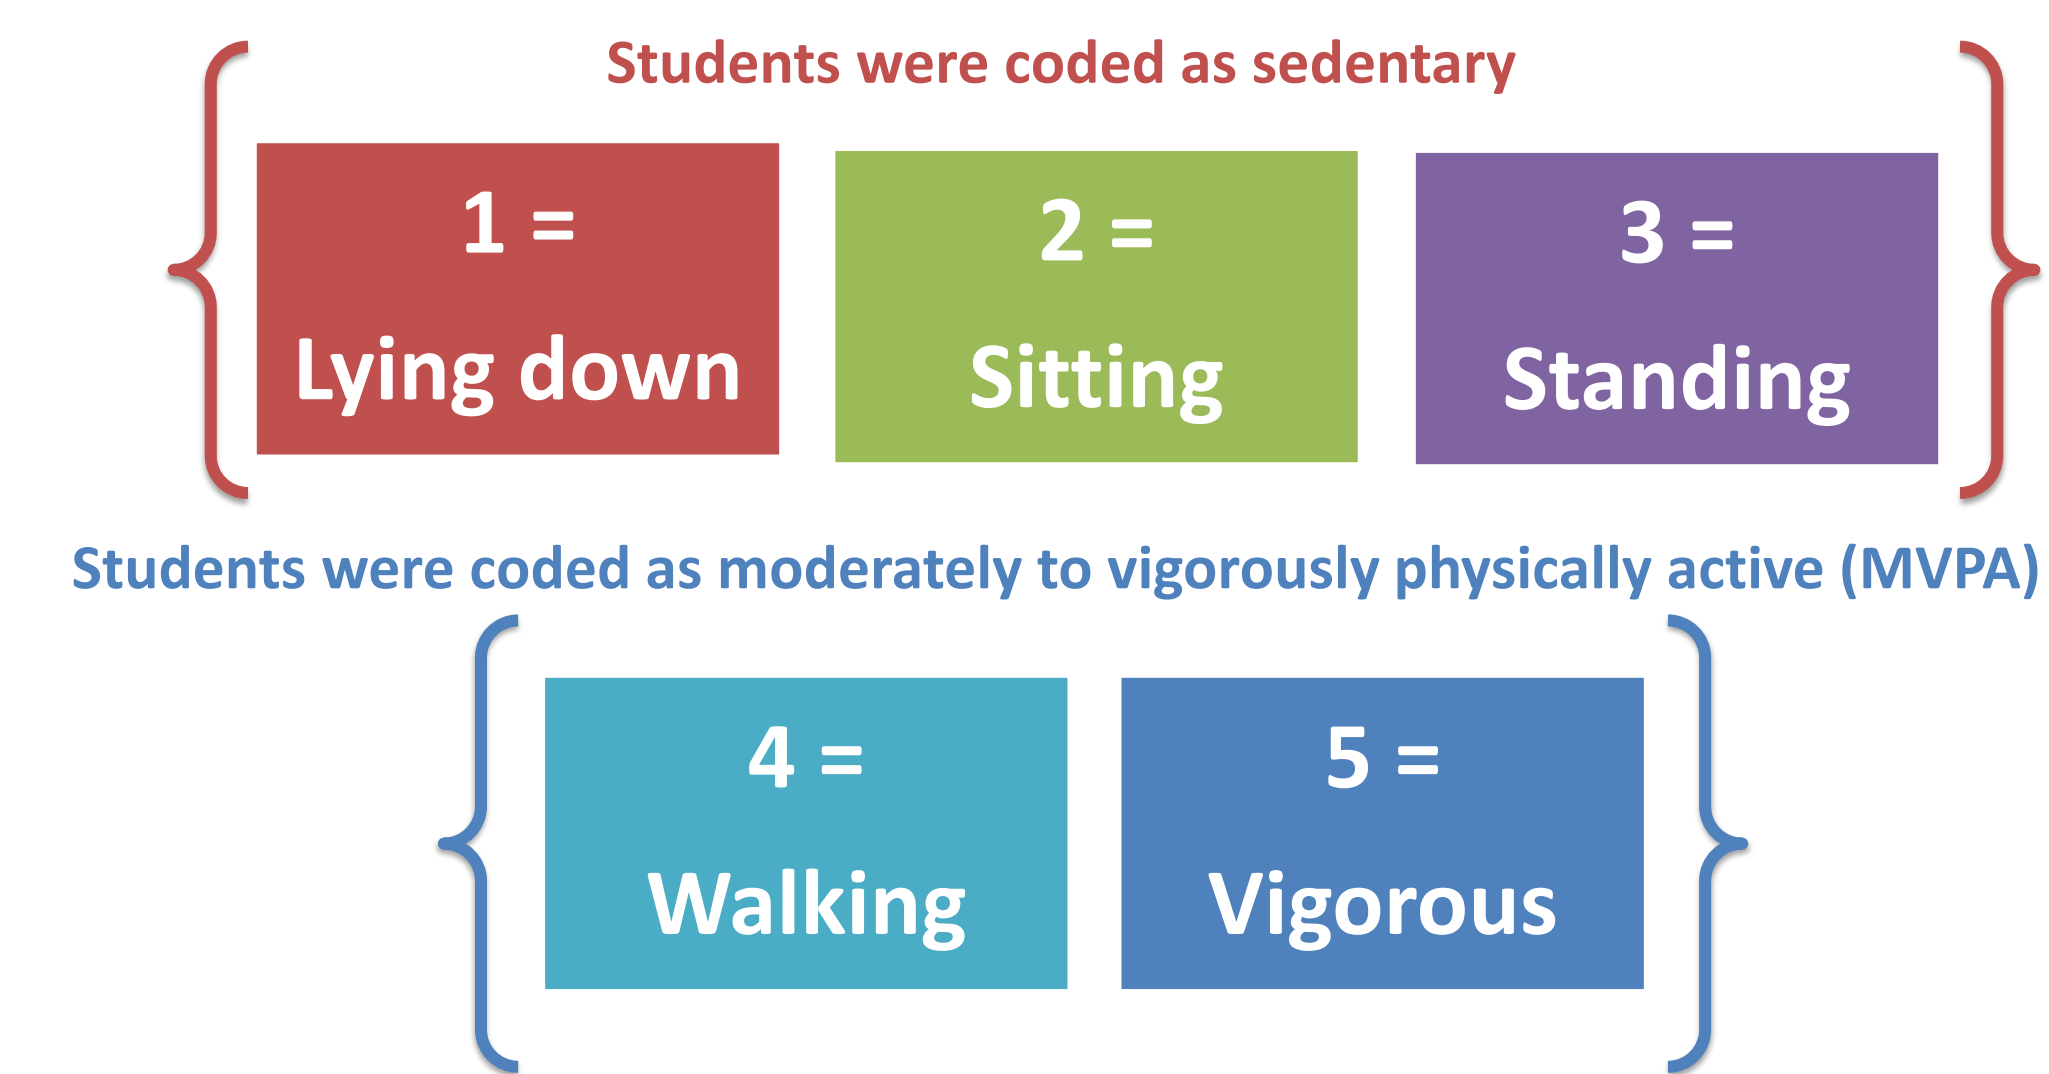 Students were coded as sedentary
1 =
Lying down
2 =
Sitting
3 =
Standing
Students were coded as moderately to vigorously physically active (MVPA)
4 =
Walking
5 =
Vigorous